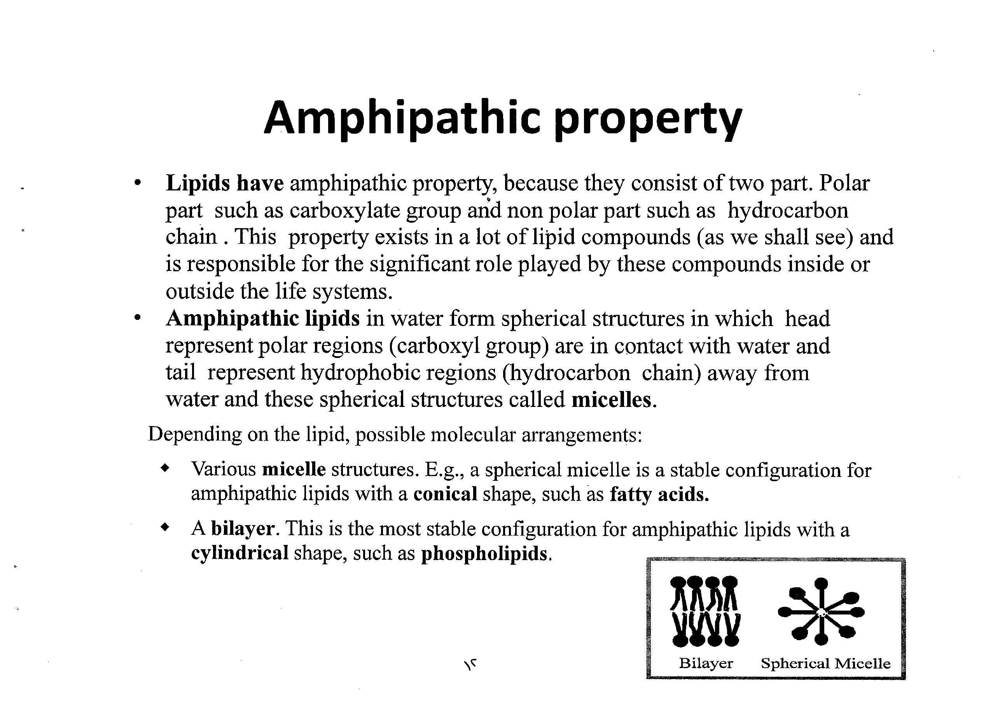 Amphipathic property
• Lipids have amphipathic property, because they consist of two part. Polar
part such as carboxylate group and non polar part such as hydrocarbon
chain . This property exists in a lot of lipid compounds (as we shall see) and
is responsible for the significant role played by these compounds inside or
outside the life systems.
• Amphipathic lipids in water form spherical structures in which head
represent polar regions (carboxyl group) are in contact with water and
tail represent hydrophobic regions (hydrocarbon chain) away from
water and these spherical structures called micelles.
Depending on the lipid, possible molecular arrangements:
◆ Various micelle structures. E.g., a spherical micelle is a stable configuration for
amphipathic lipids with a conical shape, such as fatty acids.
◆ A bilayer. This is the most stable configuration for amphipathic lipids with a
cylindrical shape, such as phospholipids.
Bilayer Spherical Micelle
١٢